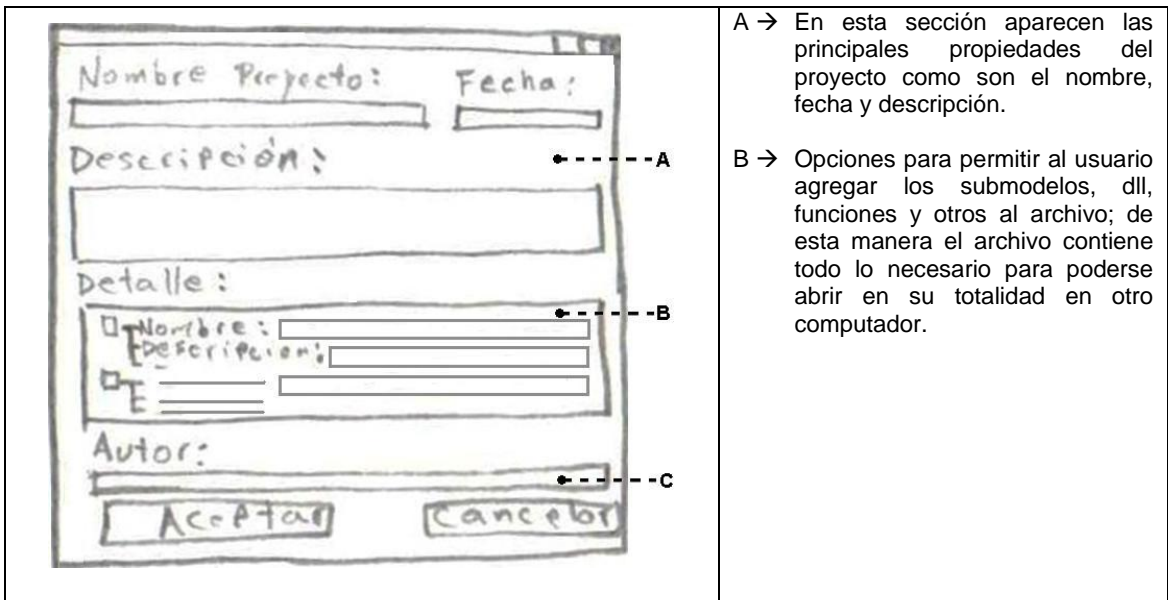 Nombre Proyecto: Fecha:
Descripción:
A
Detalle:
B
Nombre:
Descripcion:
Autor:
C
Aceptar Cancelar
A → En esta sección aparecen las
principales propiedades del
proyecto como son el nombre,
fecha y descripción.
B → Opciones para permitir al usuario
agregar los submodelos, dll,
funciones y otros al archivo; de
esta manera el archivo contiene
todo lo necesario para poderse
abrir en su totalidad en otro
computador.